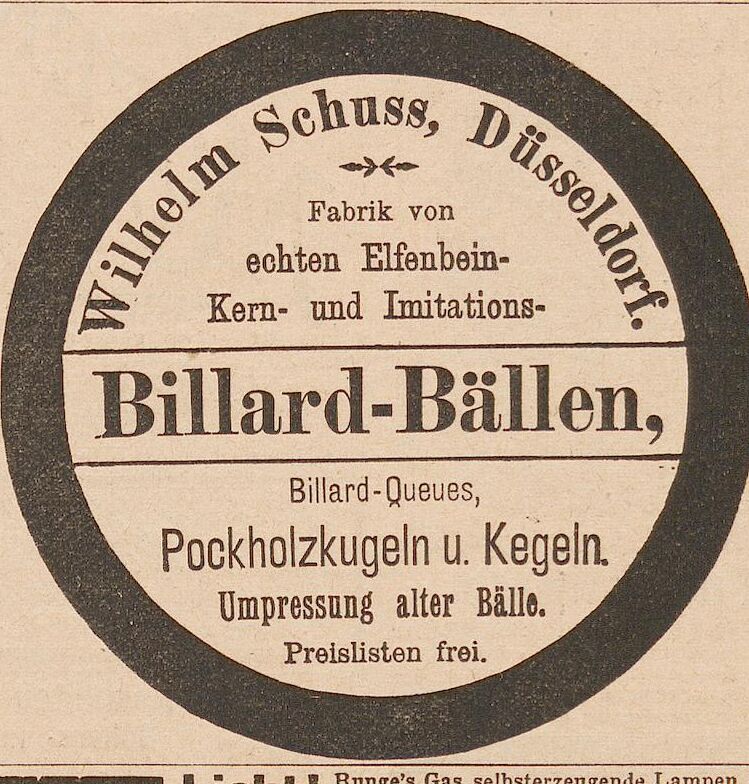 Wilhelm Schuss, Düsseldorf.
Fabrik von
echten Elfenbein-
Kern- und Imitations-
Billard-Bällen,
Billard-Queues,
Pockholzkugeln u. Kegeln.
Umpressung alter Bälle.
Preislisten frei.
Runge's Gas selbsterzeugende Lampen